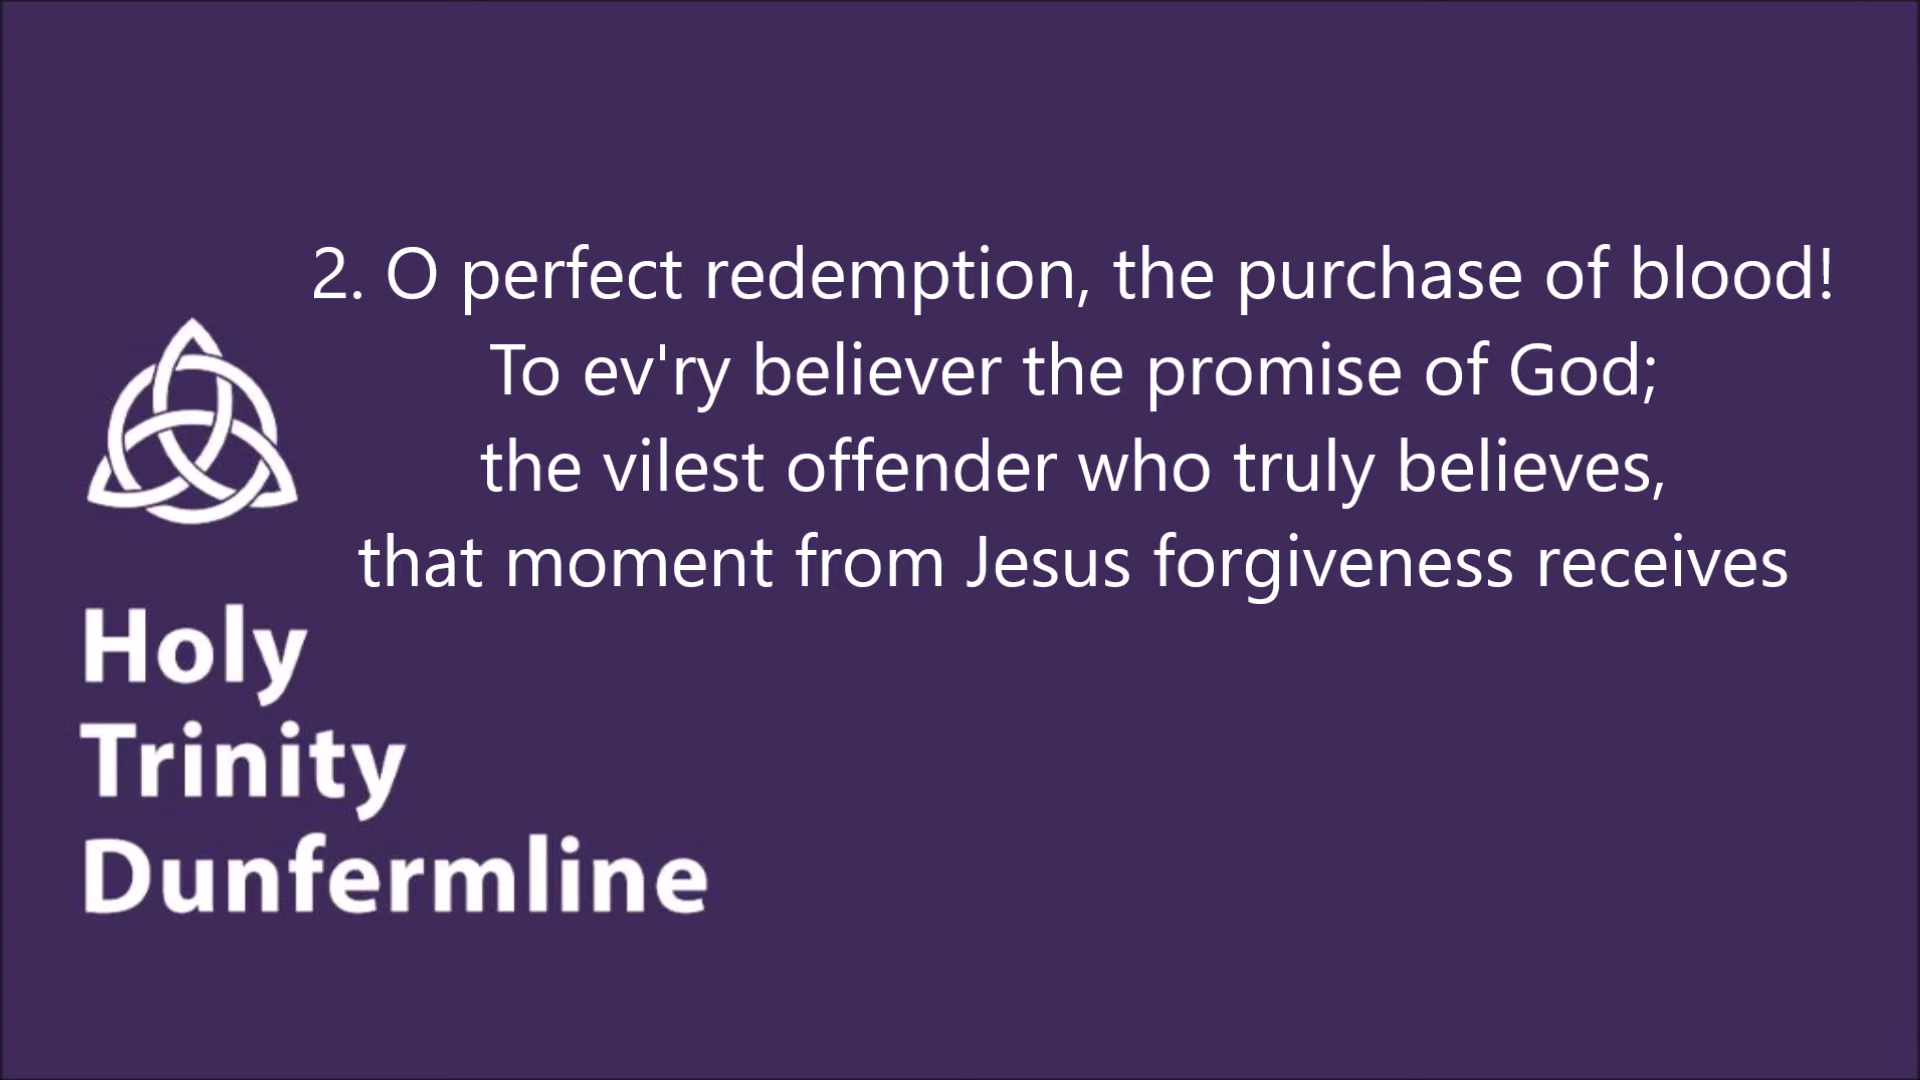 2. O perfect redemption, the purchase of blood!
To ev'ry believer the promise of God;
the vilest offender who truly believes,
that moment from Jesus forgiveness receives
Holy
Trinity
Dunfermline